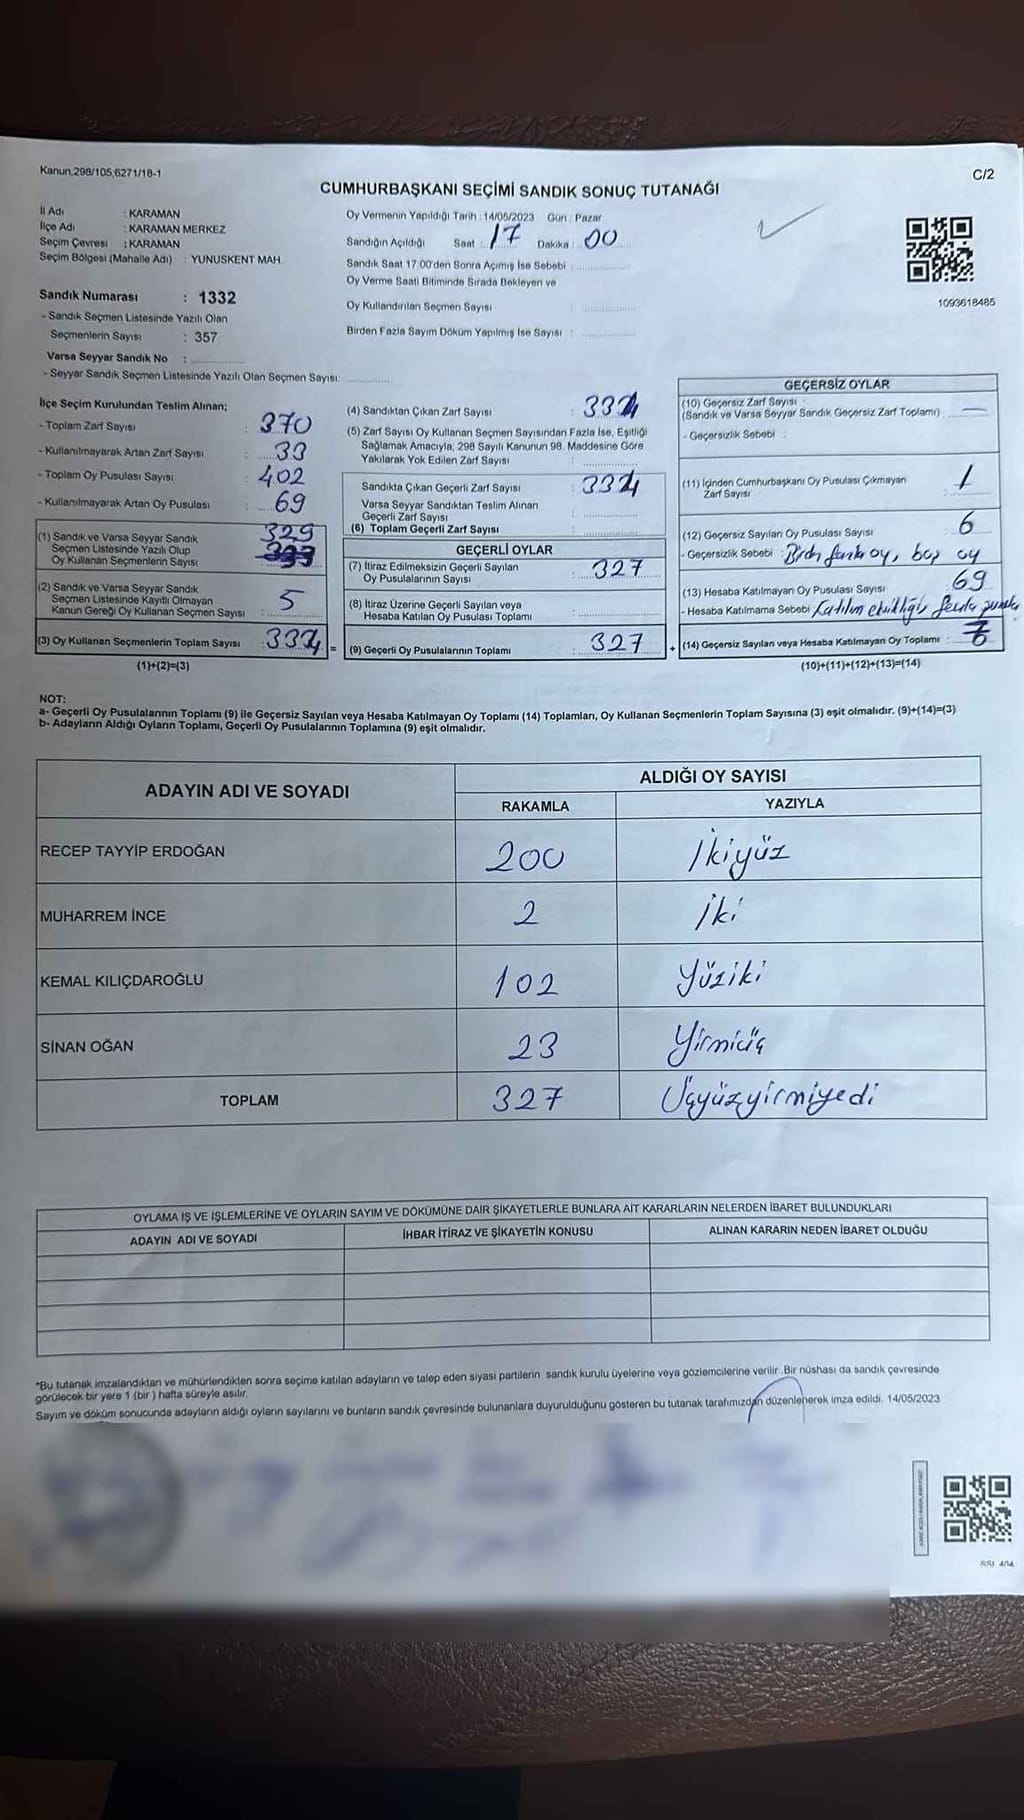 Kanun,298/105,6271/18-1
C/2
CUMHURBAŞKANI SEÇİMİ SANDIK SONUÇ TUTANAĞI
İl Adı : KARAMAN
İlçe Adı : KARAMAN MERKEZ
Seçim Çevresi : KARAMAN
Seçim Bölgesi (Mahalle Adı) : YUNUSKENT MAH.
Sandık Numarası : 1332
- Sandık Seçmen Listesinde Yazılı Olan
Seçmenlerin Sayısı : 357
Varsa Seyyar Sandık No :
- Seyyar Sandık Seçmen Listesinde Yazılı Olan Seçmen Sayısı:
Oy Vermenin Yapıldığı Tarih : 14/05/2023 Gün : Pazar
Sandığın Açıldığı Saat : 17 Dakika : 00
Sandık Saat 17:00'den Sonra Açımış İse Sebebi :
Oy Verme Saati Bitiminde Sırada Bekleyen ve
Oy Kullandırılan Seçmen Sayısı :
Birden Fazla Sayım Döküm Yapılmış İse Sayısı :
1093618485
İlçe Seçim Kurulundan Teslim Alınan;
- Toplam Zarf Sayısı : 370
- Kullanılmayarak Artan Zarf Sayısı : 33
- Toplam Oy Pusulası Sayısı : 402
- Kullanılmayarak Artan Oy Pusulası : 69
(1) Sandık ve Varsa Seyyar Sandık
Seçmen Listesinde Yazılı Olup
Oy Kullanan Seçmenlerin Sayısı 329
(2) Sandık ve Varsa Seyyar Sandık
Seçmen Listesinde Kayıtlı Olmayan
Kanun Gereği Oy Kullanan Seçmen Sayısı : 5
(3) Oy Kullanan Seçmenlerin Toplam Sayısı : 334 =
(1)+(2)=(3)
(4) Sandıktan Çıkan Zarf Sayısı : 334
(5) Zarf Sayısı Oy Kullanan Seçmen Sayısından Fazla İse, Eşitliği
Sağlamak Amacıyla, 298 Sayılı Kanunun 98. Maddesine Göre
Yakılarak Yok Edilen Zarf Sayısı :
Sandıkta Çıkan Geçerli Zarf Sayısı : 334
Varsa Seyyar Sandıktan Teslim Alınan
Geçerli Zarf Sayısı :
(6) Toplam Geçerli Zarf Sayısı :
GEÇERLİ OYLAR
(7) İtiraz Edilmeksizin Geçerli Sayılan
Oy Pusulalarının Sayısı : 327
(8) İtiraz Üzerine Geçerli Sayılan veya
Hesaba Katılan Oy Pusulası Toplamı :
(9) Geçerli Oy Pusulalarının Toplamı : 327 +
GEÇERSİZ OYLAR
(10) Geçersiz Zarf Sayısı
(Sandık ve Varsa Seyyar Sandık Geçersiz Zarf Toplamı) : —
- Geçersizlik Sebebi :
(11) İçinden Cumhurbaşkanı Oy Pusulası Çıkmayan
Zarf Sayısı : 1
(12) Geçersiz Sayılan Oy Pusulası Sayısı : 6
- Geçersizlik Sebebi : Birden fazla oy, boş oy
(13) Hesaba Katılmayan Oy Pusulası Sayısı : 69
- Hesaba Katılmama Sebebi : Katılım eksikliği, fazla
(14) Geçersiz Sayılan veya Hesaba Katılmayan Oy Toplamı :
(10)+(11)+(12)+(13)=(14)
NOT:
a- Geçerli Oy Pusulalarının Toplamı (9) ile Geçersiz Sayılan veya Hesaba Katılmayan Oy Toplamı (14) Toplamları, Oy Kullanan Seçmenlerin Toplam Sayısına (3) eşit olmalıdır. (9)+(14)=(3)
b- Adayların Aldığı Oyların Toplamı, Geçerli Oy Pusulalarının Toplamına (9) eşit olmalıdır.
ADAYIN ADI VE SOYADI
ALDIĞI OY SAYISI
RAKAMLA YAZIYLA
RECEP TAYYİP ERDOĞAN 200 İkiyüz
MUHARREM İNCE 2 İki
KEMAL KILIÇDAROĞLU 102 Yüziki
SİNAN OĞAN 23 Yirmiüç
TOPLAM 327 Üçyüzyirmiyedi
OYLAMA İŞ VE İŞLEMLERİNE VE OYLARIN SAYIM VE DÖKÜMÜNE DAİR ŞİKAYETLERLE BUNLARA AİT KARARLARIN NELERDEN İBARET BULUNDUKLARI
ADAYIN ADI VE SOYADI İHBAR İTİRAZ VE ŞİKAYETİN KONUSU ALINAN KARARIN NEDEN İBARET OLDUĞU
*Bu tutanak imzalandıktan ve mühürlendikten sonra seçime katılan adayların ve talep eden siyasi partilerin sandık kurulu üyelerine veya gözlemcilerine verilir .Bir nüshası da sandık çevresinde
görülecek bir yere 1 (bir ) hafta süreyle asılır.
Sayım ve döküm sonucunda adayların aldığı oyların sayılarını ve bunların sandık çevresinde bulunanlara duyurulduğunu gösteren bu tutanak tarafımızdan düzenlenerek imza edildi. 14/05/2023